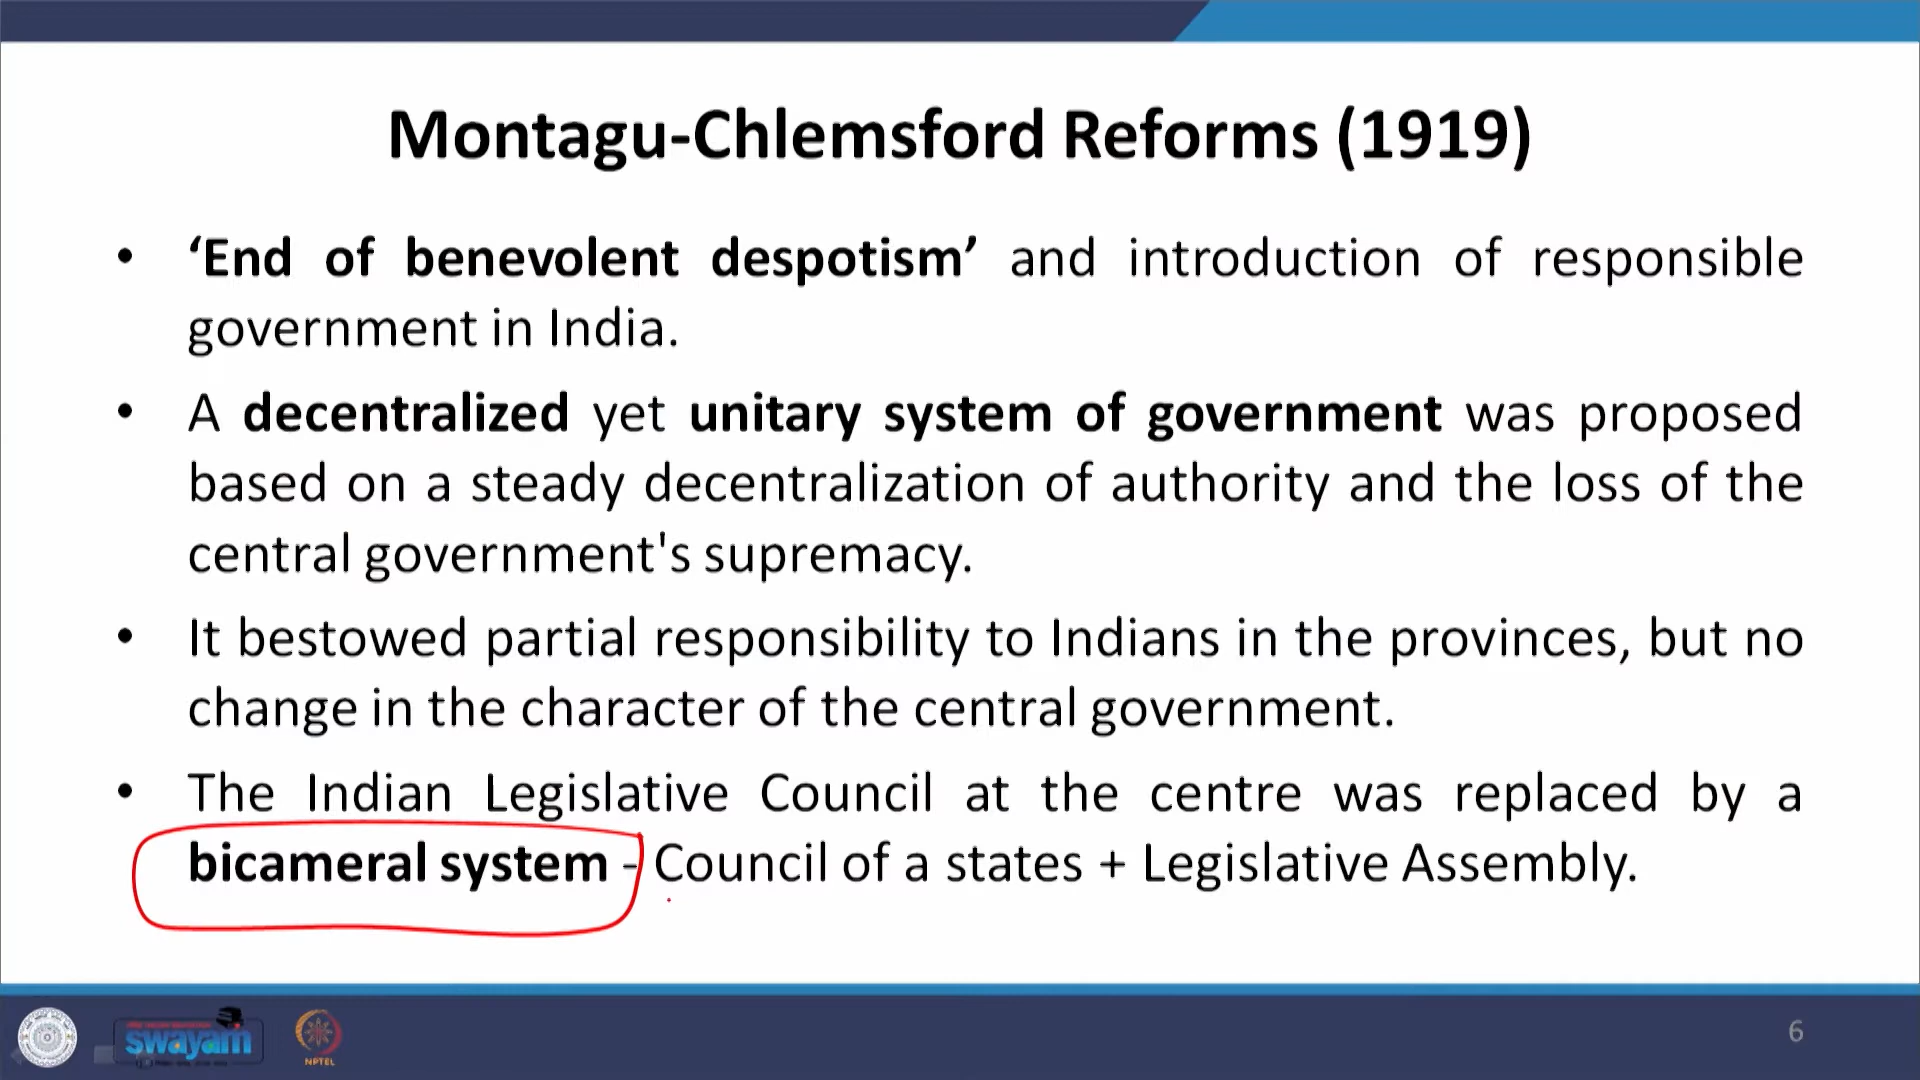 Montagu-Chlemsford Reforms (1919)
• ‘End of benevolent despotism’ and introduction of responsible
government in India.
• A decentralized yet unitary system of government was proposed
based on a steady decentralization of authority and the loss of the
central government's supremacy.
• It bestowed partial responsibility to Indians in the provinces, but no
change in the character of the central government.
• The Indian Legislative Council at the centre was replaced by a
bicameral system - Council of a states + Legislative Assembly.
swayam
NPTEL
6